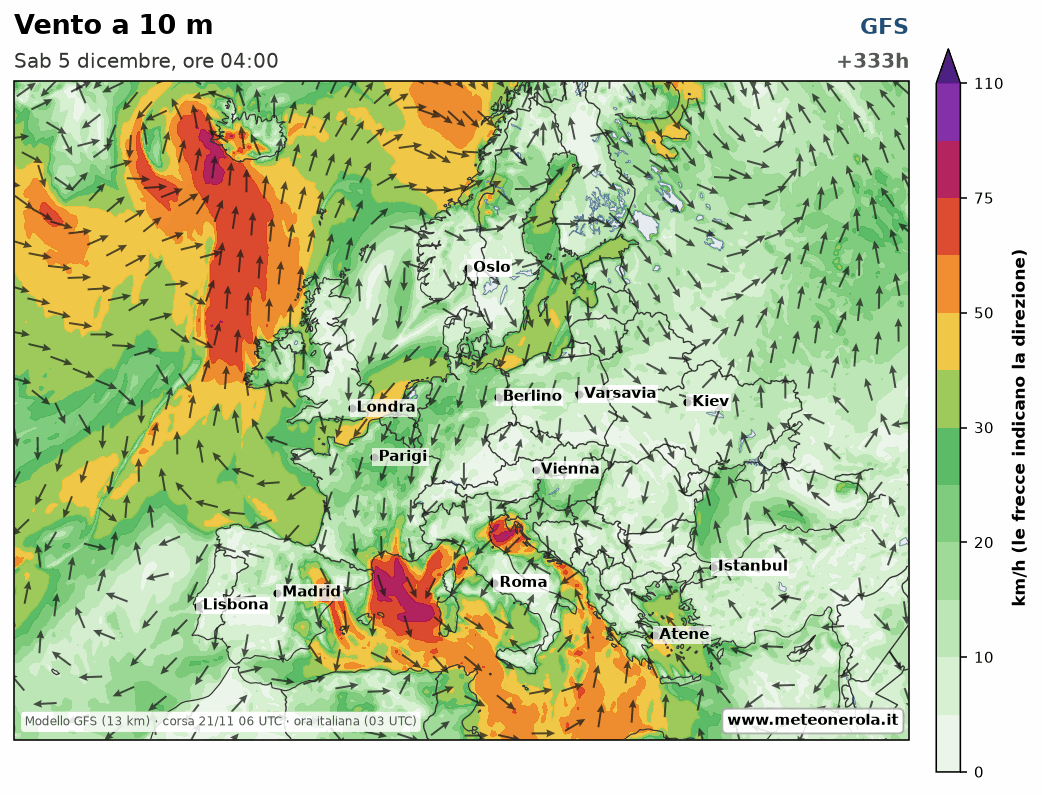 Vento a 10 m
GFS
Sab 5 dicembre, ore 04:00
+333h
110
75
50
30
20
10
0
km/h (le frecce indicano la direzione)
Oslo
Londra
Berlino
Varsavia
Kiev
Parigi
Vienna
Istanbul
Roma
Madrid
Lisbona
Atene
Modello GFS (13 km) · corsa 21/11 06 UTC · ora italiana (03 UTC)
www.meteonerola.it